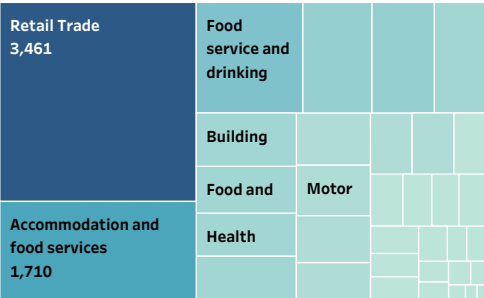 Retail Trade
3,461
Accommodation and
food services
1,710
Food
service and
drinking
Building
Food and
Health
Motor